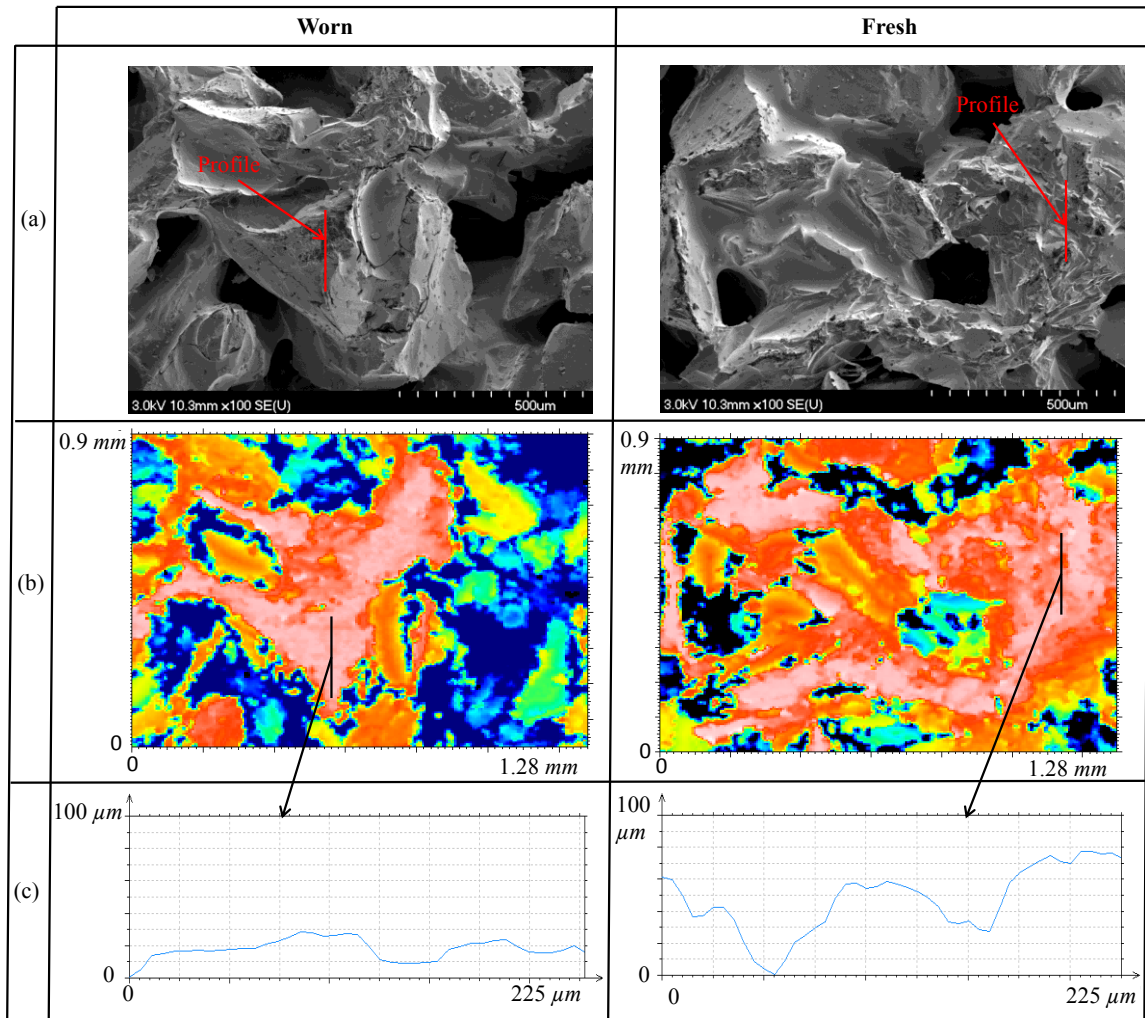 Worn
Fresh
(a)
Profile
3.0kV 10.3mm x100 SE(U)
500um
Profile
3.0kV 10.3mm x100 SE(U)
500um
(b)
0.9 mm
0
0
1.28 mm
0.9
mm
0
0
1.28 mm
(c)
100 µm
0
0
225 µm
100
µm
0
0
225 µm